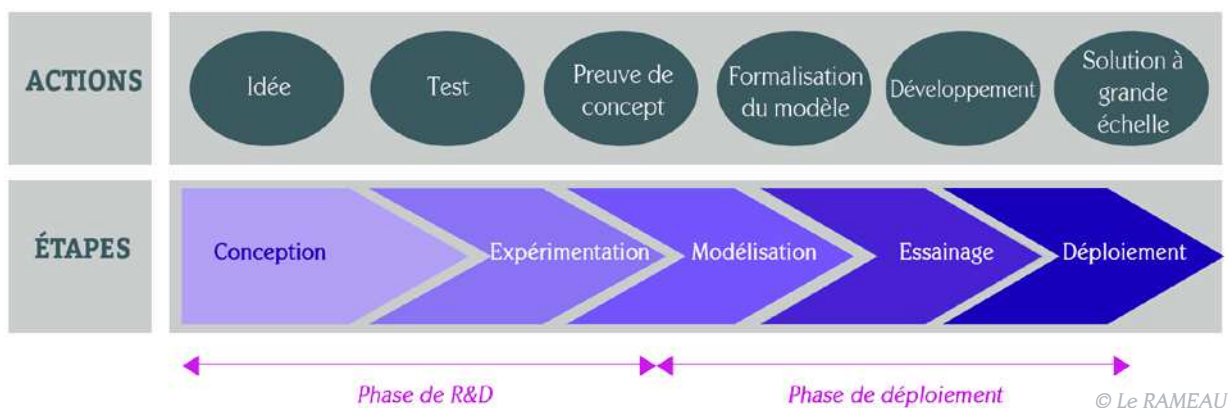 ACTIONS
Idée
Test
Preuve de
concept
Formalisation
du modèle
Développement
Solution à
grande
échelle
ÉTAPES
Conception
Expérimentation
Modélisation
Essainage
Déploiement
Phase de R&D
Phase de déploiement
© Le RAMEAU